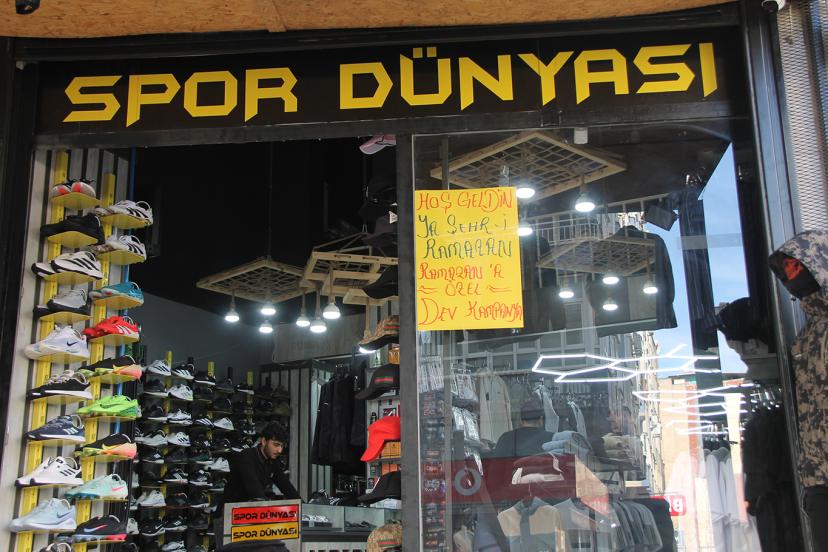 SPOR DÜNYASI
HOŞ GELDİN
YA ŞEHR-İ
RAMAZAN
RAMAZAN'A
ÖZEL
DEV KAMPANYA
SPOR DÜNYASI
SPOR DÜNYASI